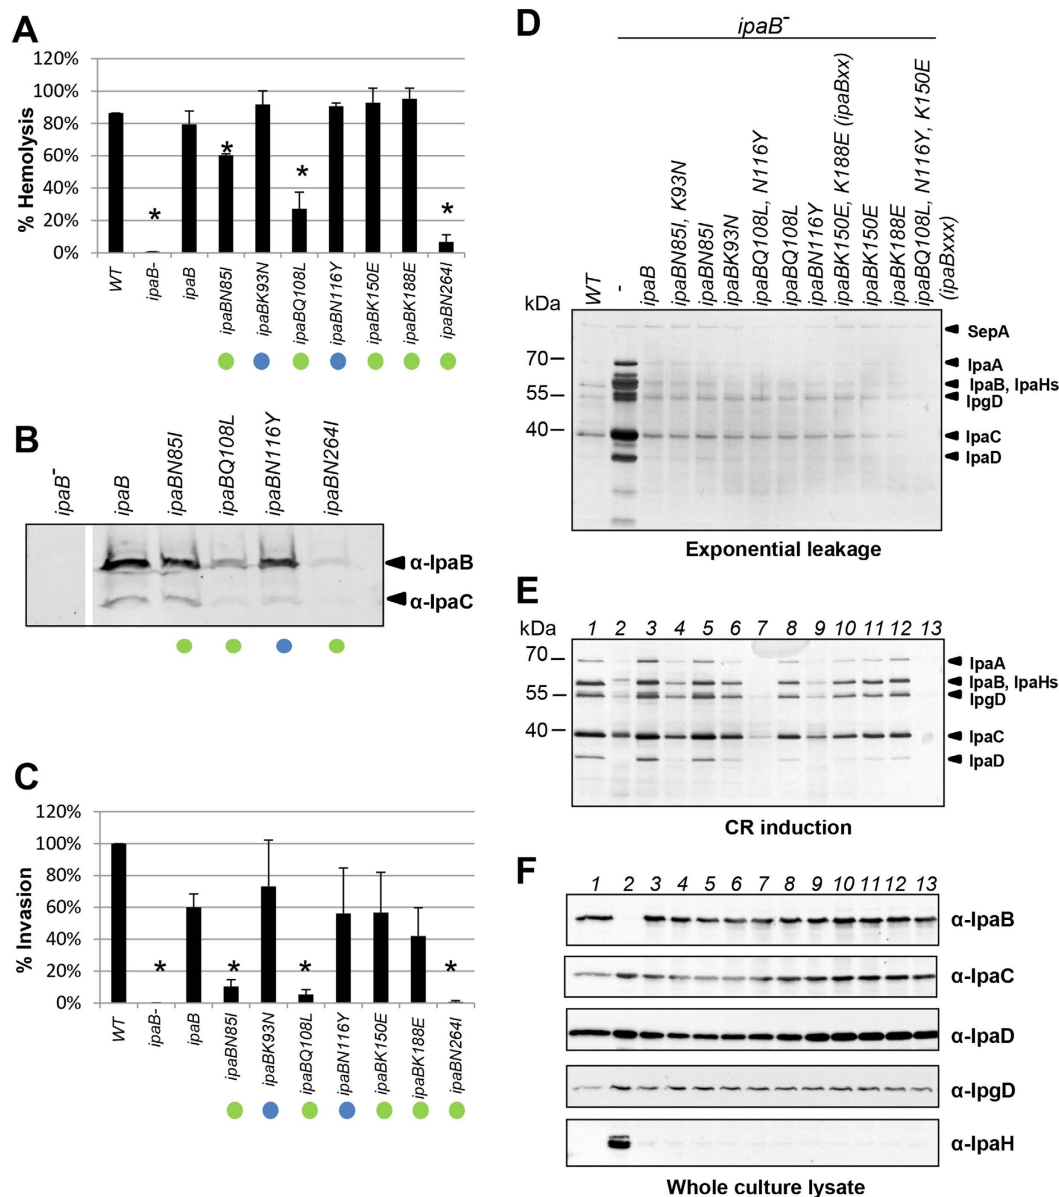 A
120%
100%
80%
60%
40%
20%
0%
% Hemolysis
*
*
*
*
WT
ipaB-
ipaB
ipaBN85I
ipaBK93N
ipaBQ108L
ipaBN116Y
ipaBK150E
ipaBK188E
ipaBN264I
B
ipaB-
ipaB
ipaBN85I
ipaBQ108L
ipaBN116Y
ipaBN264I
α-IpaB
α-IpaC
C
120%
100%
80%
60%
40%
20%
0%
% Invasion
*
*
*
*
WT
ipaB-
ipaB
ipaBN85I
ipaBK93N
ipaBQ108L
ipaBN116Y
ipaBK150E
ipaBK188E
ipaBN264I
D
ipaB-
WT
-
ipaB
ipaBN85I, K93N
ipaBN85I
ipaBK93N
ipaBQ108L, N116Y
ipaBQ108L
ipaBN116Y
ipaBK150E, K188E (ipaBxx)
ipaBK150E
ipaBK188E
ipaBQ108L, N116Y, K150E
(ipaBxxx)
kDa
70
55
40
SepA
IpaA
IpaB, IpaHs
IpgD
IpaC
IpaD
Exponential leakage
E
kDa 1 2 3 4 5 6 7 8 9 10 11 12 13
70
55
40
IpaA
IpaB, IpaHs
IpgD
IpaC
IpaD
CR induction
F
1 2 3 4 5 6 7 8 9 10 11 12 13
α-IpaB
α-IpaC
α-IpaD
α-IpgD
α-IpaH
Whole culture lysate